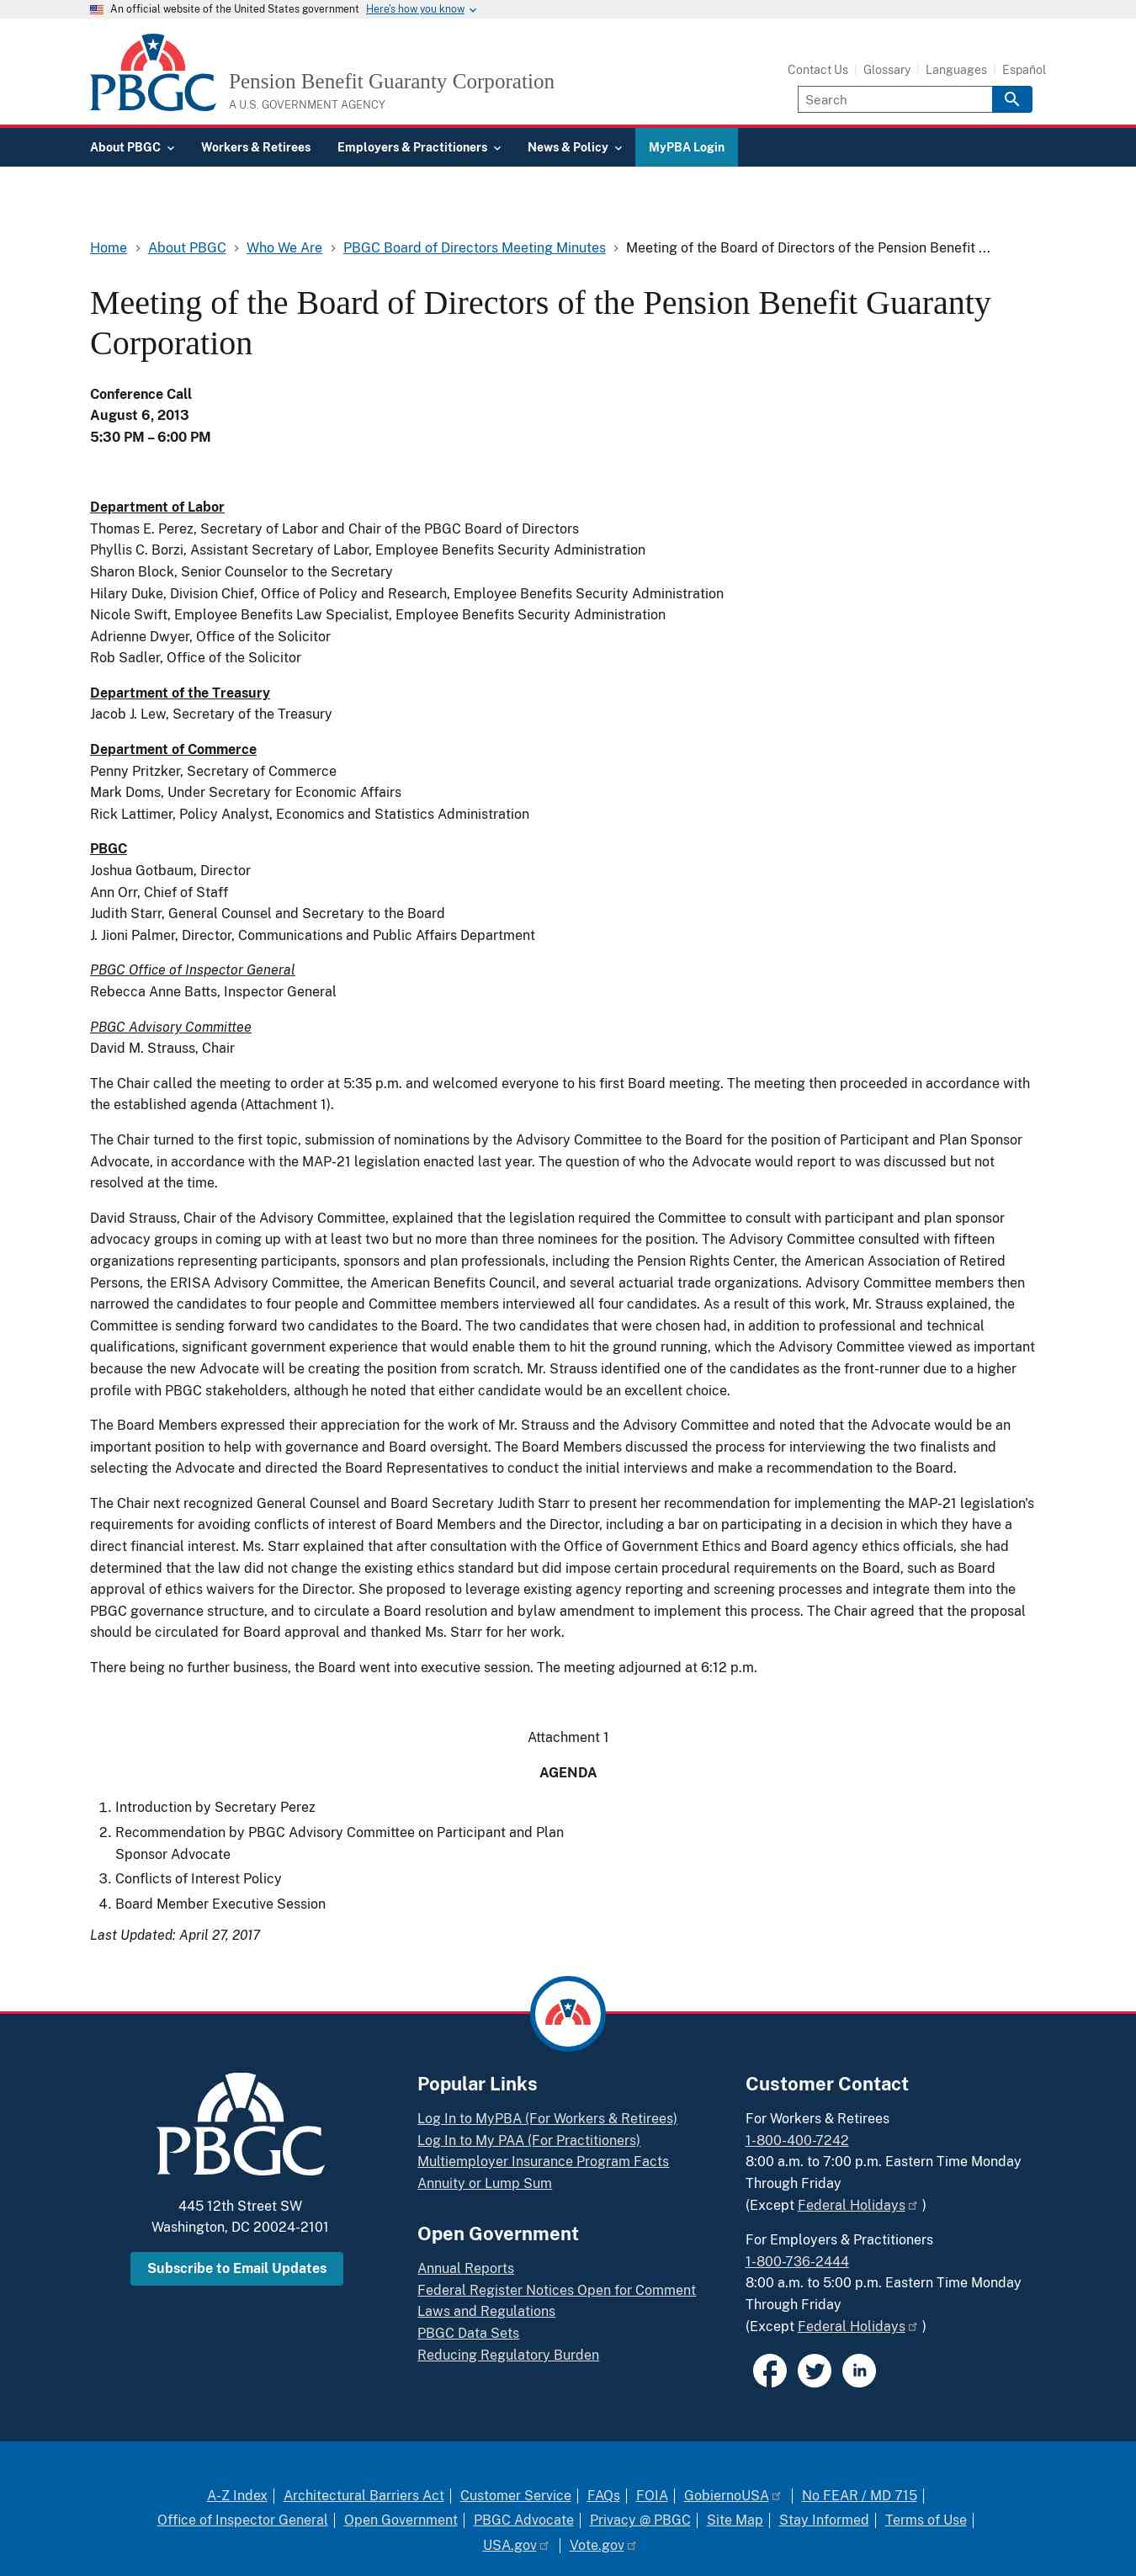 An official website of the United States government Here's how you know
PBGC
Pension Benefit Guaranty Corporation
A U.S. GOVERNMENT AGENCY
Contact Us | Glossary | Languages | Español
Search
About PBGC Workers & Retirees Employers & Practitioners News & Policy MyPBA Login
Home > About PBGC > Who We Are > PBGC Board of Directors Meeting Minutes > Meeting of the Board of Directors of the Pension Benefit ...
Meeting of the Board of Directors of the Pension Benefit Guaranty
Corporation
Conference Call
August 6, 2013
5:30 PM – 6:00 PM
Department of Labor
Thomas E. Perez, Secretary of Labor and Chair of the PBGC Board of Directors
Phyllis C. Borzi, Assistant Secretary of Labor, Employee Benefits Security Administration
Sharon Block, Senior Counselor to the Secretary
Hilary Duke, Division Chief, Office of Policy and Research, Employee Benefits Security Administration
Nicole Swift, Employee Benefits Law Specialist, Employee Benefits Security Administration
Adrienne Dwyer, Office of the Solicitor
Rob Sadler, Office of the Solicitor
Department of the Treasury
Jacob J. Lew, Secretary of the Treasury
Department of Commerce
Penny Pritzker, Secretary of Commerce
Mark Doms, Under Secretary for Economic Affairs
Rick Lattimer, Policy Analyst, Economics and Statistics Administration
PBGC
Joshua Gotbaum, Director
Ann Orr, Chief of Staff
Judith Starr, General Counsel and Secretary to the Board
J. Jioni Palmer, Director, Communications and Public Affairs Department
PBGC Office of Inspector General
Rebecca Anne Batts, Inspector General
PBGC Advisory Committee
David M. Strauss, Chair
The Chair called the meeting to order at 5:35 p.m. and welcomed everyone to his first Board meeting. The meeting then proceeded in accordance with
the established agenda (Attachment 1).
The Chair turned to the first topic, submission of nominations by the Advisory Committee to the Board for the position of Participant and Plan Sponsor
Advocate, in accordance with the MAP-21 legislation enacted last year. The question of who the Advocate would report to was discussed but not
resolved at the time.
David Strauss, Chair of the Advisory Committee, explained that the legislation required the Committee to consult with participant and plan sponsor
advocacy groups in coming up with at least two but no more than three nominees for the position. The Advisory Committee consulted with fifteen
organizations representing participants, sponsors and plan professionals, including the Pension Rights Center, the American Association of Retired
Persons, the ERISA Advisory Committee, the American Benefits Council, and several actuarial trade organizations. Advisory Committee members then
narrowed the candidates to four people and Committee members interviewed all four candidates. As a result of this work, Mr. Strauss explained, the
Committee is sending forward two candidates to the Board. The two candidates that were chosen had, in addition to professional and technical
qualifications, significant government experience that would enable them to hit the ground running, which the Advisory Committee viewed as important
because the new Advocate will be creating the position from scratch. Mr. Strauss identified one of the candidates as the front-runner due to a higher
profile with PBGC stakeholders, although he noted that either candidate would be an excellent choice.
The Board Members expressed their appreciation for the work of Mr. Strauss and the Advisory Committee and noted that the Advocate would be an
important position to help with governance and Board oversight. The Board Members discussed the process for interviewing the two finalists and
selecting the Advocate and directed the Board Representatives to conduct the initial interviews and make a recommendation to the Board.
The Chair next recognized General Counsel and Board Secretary Judith Starr to present her recommendation for implementing the MAP-21 legislation's
requirements for avoiding conflicts of interest of Board Members and the Director, including a bar on participating in a decision in which they have a
direct financial interest. Ms. Starr explained that after consultation with the Office of Government Ethics and Board agency ethics officials, she had
determined that the law did not change the existing ethics standard but did impose certain procedural requirements on the Board, such as Board
approval of ethics waivers for the Director. She proposed to leverage existing agency reporting and screening processes and integrate them into the
PBGC governance structure, and to circulate a Board resolution and bylaw amendment to implement this process. The Chair agreed that the proposal
should be circulated for Board approval and thanked Ms. Starr for her work.
There being no further business, the Board went into executive session. The meeting adjourned at 6:12 p.m.
Attachment 1
AGENDA
1. Introduction by Secretary Perez
2. Recommendation by PBGC Advisory Committee on Participant and Plan
Sponsor Advocate
3. Conflicts of Interest Policy
4. Board Member Executive Session
Last Updated: April 27, 2017
PBGC
445 12th Street SW
Washington, DC 20024-2101
Subscribe to Email Updates
Popular Links
Log In to MyPBA (For Workers & Retirees)
Log In to My PAA (For Practitioners)
Multiemployer Insurance Program Facts
Annuity or Lump Sum
Open Government
Annual Reports
Federal Register Notices Open for Comment
Laws and Regulations
PBGC Data Sets
Reducing Regulatory Burden
Customer Contact
For Workers & Retirees
1-800-400-7242
8:00 a.m. to 7:00 p.m. Eastern Time Monday
Through Friday
(Except Federal Holidays )
For Employers & Practitioners
1-800-736-2444
8:00 a.m. to 5:00 p.m. Eastern Time Monday
Through Friday
(Except Federal Holidays )
in
A-Z Index | Architectural Barriers Act | Customer Service | FAQs | FOIA | GobiernoUSA | No FEAR / MD 715 |
Office of Inspector General | Open Government | PBGC Advocate | Privacy @ PBGC | Site Map | Stay Informed | Terms of Use |
USA.gov | Vote.gov